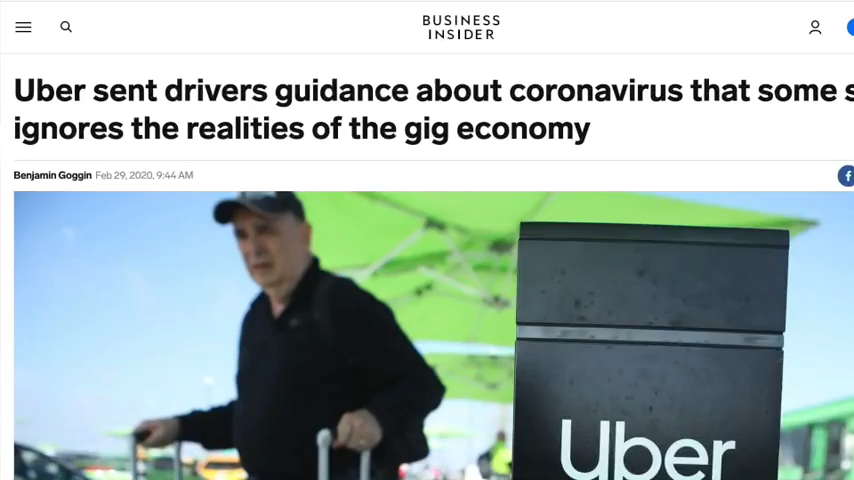 BUSINESS
INSIDER
Uber sent drivers guidance about coronavirus that some
ignores the realities of the gig economy
Benjamin Goggin Feb 29, 2020, 9:44 AM
f
Uber